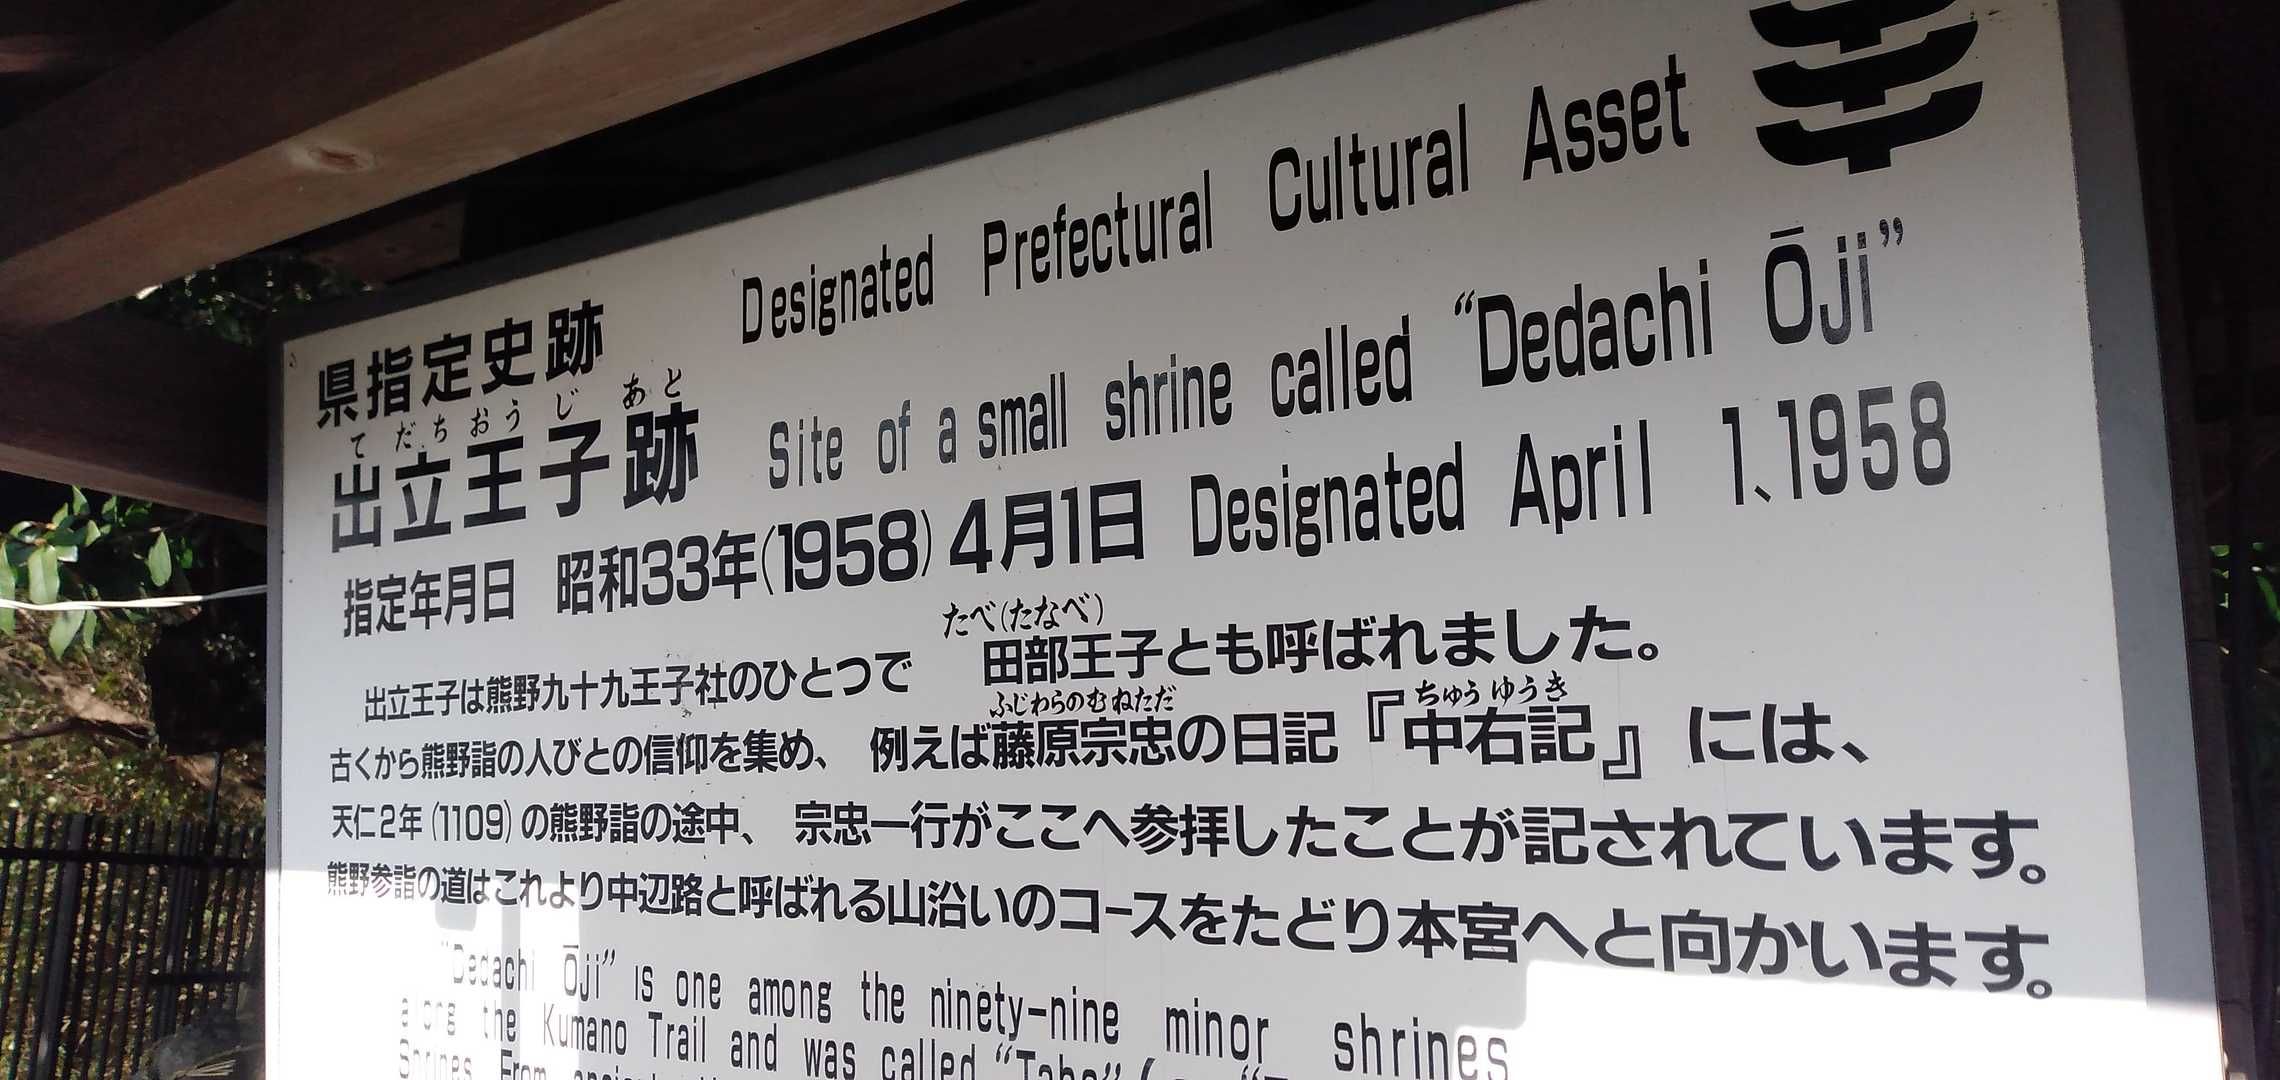 県指定史跡 Designated Prefectural Cultural Asset
でだちおうじ あと
出立王子跡 Site of a small shrine called “Dedachi Ōji”
指定年月日 昭和33年(1958)4月1日 Designated April 1、1958
たべ(たなべ)
出立王子は熊野九十九王子社のひとつで 田部王子とも呼ばれました。
ふじわらのむねただ ちゅうゆうき
古くから熊野詣の人びとの信仰を集め、例えば藤原宗忠の日記『中右記』には、
天仁2年(1109)の熊野詣の途中、宗忠一行がここへ参拝したことが記されています。
熊野参詣の道はこれより中辺路と呼ばれる山沿いのコースをたどり本宮へと向かいます。
“Dedachi Ōji” is one among the ninety-nine minor shrines
along the Kumano Trail and was called “Tabe” (
Shrines From ancient